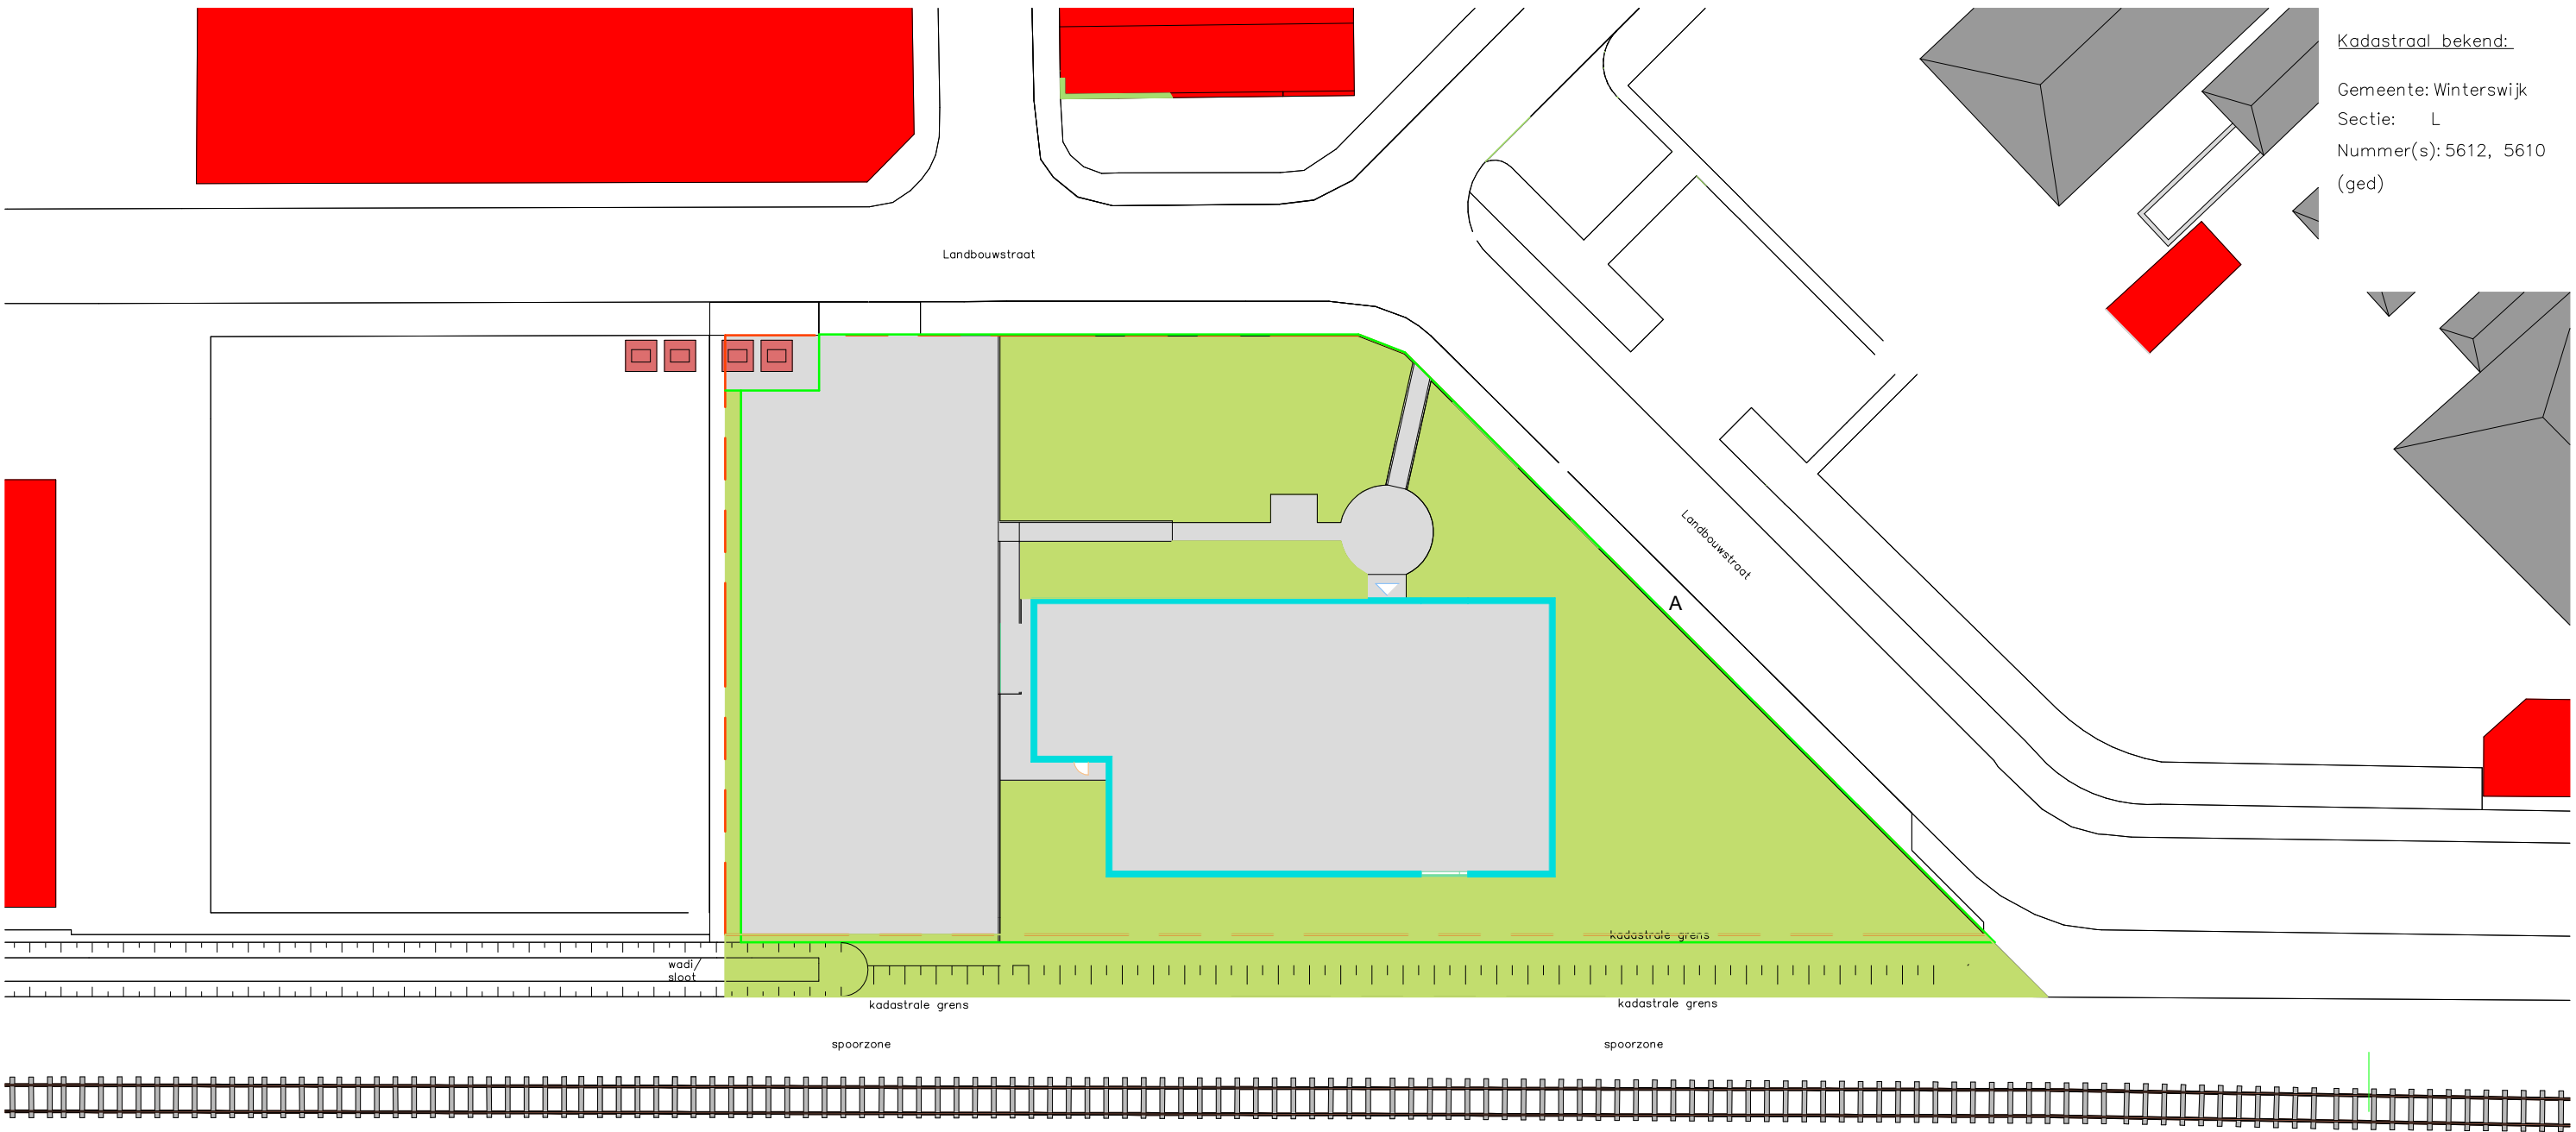 Kadastraal bekend:
Gemeente: Winterswijk
Sectie: L
Nummer(s): 5612, 5610
(ged)
Landbouwstraat
Landbouwstraat
A
kadastrale grens
wadi/
sloot
kadastrale grens
kadastrale grens
spoorzone
spoorzone